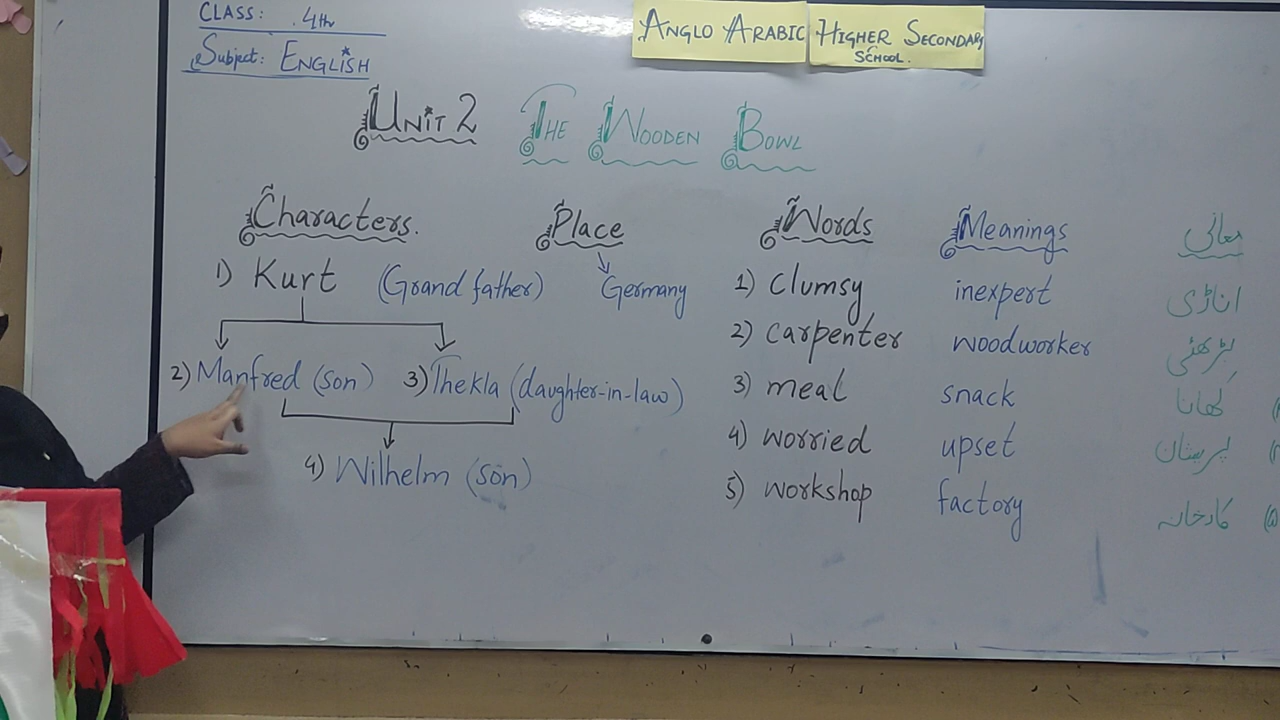 CLASS: 4th
Subject: ENGLISH
ANGLO ARABIC HIGHER SECONDARY
SCHOOL.
UNIT 2 THE WOODEN BOWL
Characters. Place Words Meanings معانی
1) Kurt (Grand father) Germany 1) Clumsy inexpert اناڑی
2) carpenter woodworker بڑھئی
2) Manfred (son) 3) Thekla (daughter-in-law) 3) meal snack کھانا
4) Wilhelm (son) 4) worried upset پریشان
5) workshop factory کارخانہ